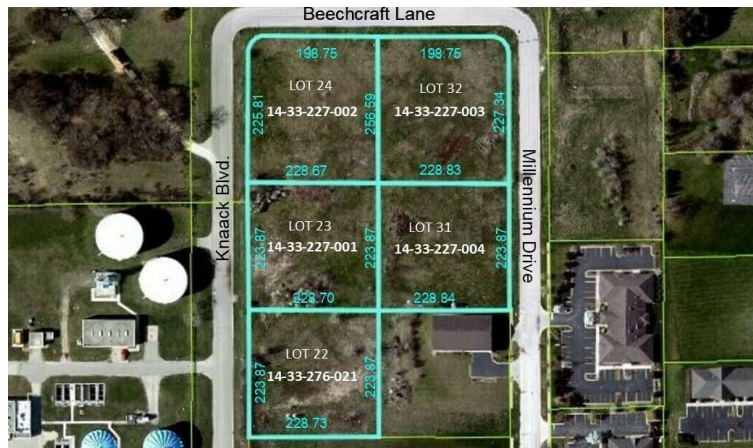 Beechcraft Lane
198.75
198.75
LOT 24
14-33-227-002
225.81
256.59
LOT 32
14-33-227-003
227.34
228.67
228.83
Knaack Blvd.
Millennium Drive
LOT 23
14-33-227-001
223.87
223.87
LOT 31
14-33-227-004
223.87
228.70
228.84
LOT 22
14-33-276-021
223.87
223.87
228.73